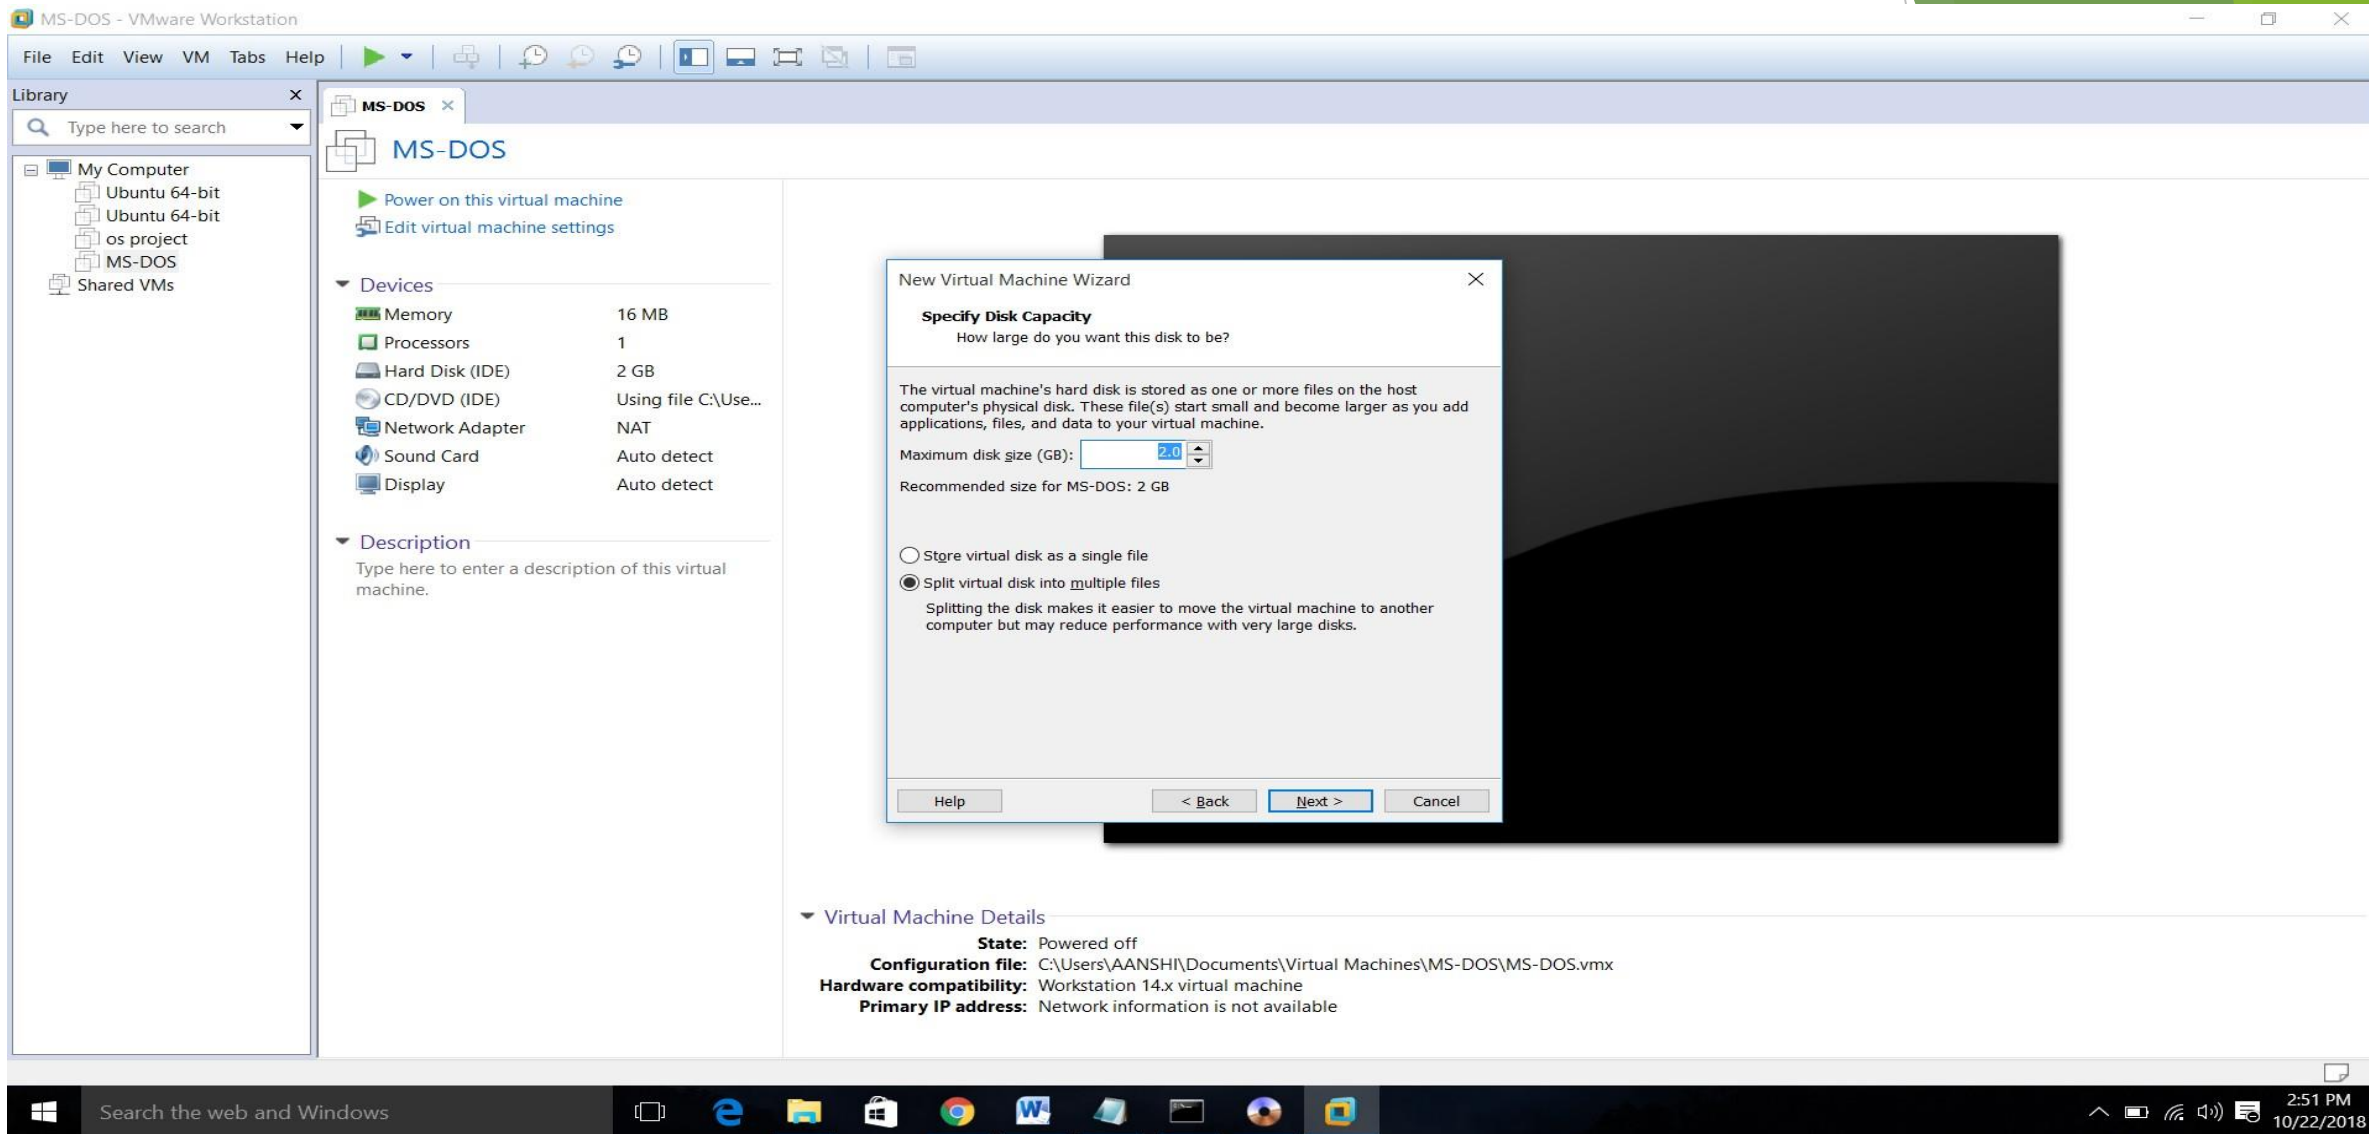 MS-DOS - VMware Workstation
File Edit View VM Tabs Help
Library
Type here to search
My Computer
Ubuntu 64-bit
Ubuntu 64-bit
os project
MS-DOS
Shared VMs
MS-DOS
MS-DOS
Power on this virtual machine
Edit virtual machine settings
Devices
Memory 16 MB
Processors 1
Hard Disk (IDE) 2 GB
CD/DVD (IDE) Using file C:\Use...
Network Adapter NAT
Sound Card Auto detect
Display Auto detect
Description
Type here to enter a description of this virtual
machine.
New Virtual Machine Wizard
Specify Disk Capacity
How large do you want this disk to be?
The virtual machine's hard disk is stored as one or more files on the host
computer's physical disk. These file(s) start small and become larger as you add
applications, files, and data to your virtual machine.
Maximum disk size (GB): 2.0
Recommended size for MS-DOS: 2 GB
Store virtual disk as a single file
Split virtual disk into multiple files
Splitting the disk makes it easier to move the virtual machine to another
computer but may reduce performance with very large disks.
Help < Back Next > Cancel
Virtual Machine Details
State: Powered off
Configuration file: C:\Users\AANSHI\Documents\Virtual Machines\MS-DOS\MS-DOS.vmx
Hardware compatibility: Workstation 14.x virtual machine
Primary IP address: Network information is not available
Search the web and Windows
2:51 PM
10/22/2018